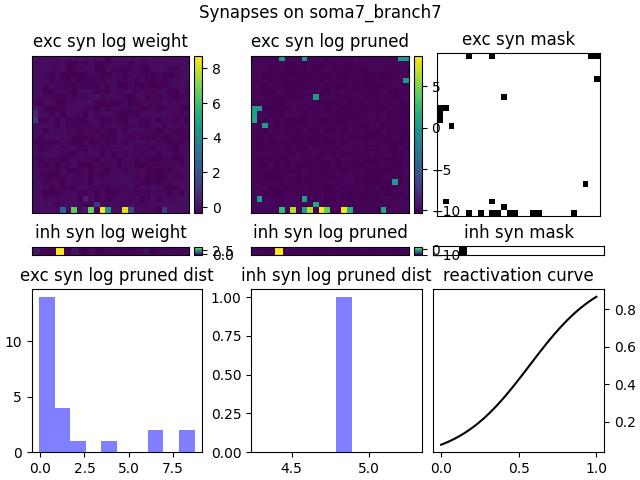 Synapses on soma7_branch7
exc syn log weight
exc syn log pruned
exc syn mask
8
6
4
2
0
5
0
−5
−10
inh syn log weight
inh syn log pruned
inh syn mask
2.5
0.0
0
−10
exc syn log pruned dist
inh syn log pruned dist
reactivation curve
10
5
0
0.0 2.5 5.0 7.5
1.00
0.75
0.50
0.25
0.00
4.5 5.0
0.8
0.6
0.4
0.2
0.0 0.5 1.0